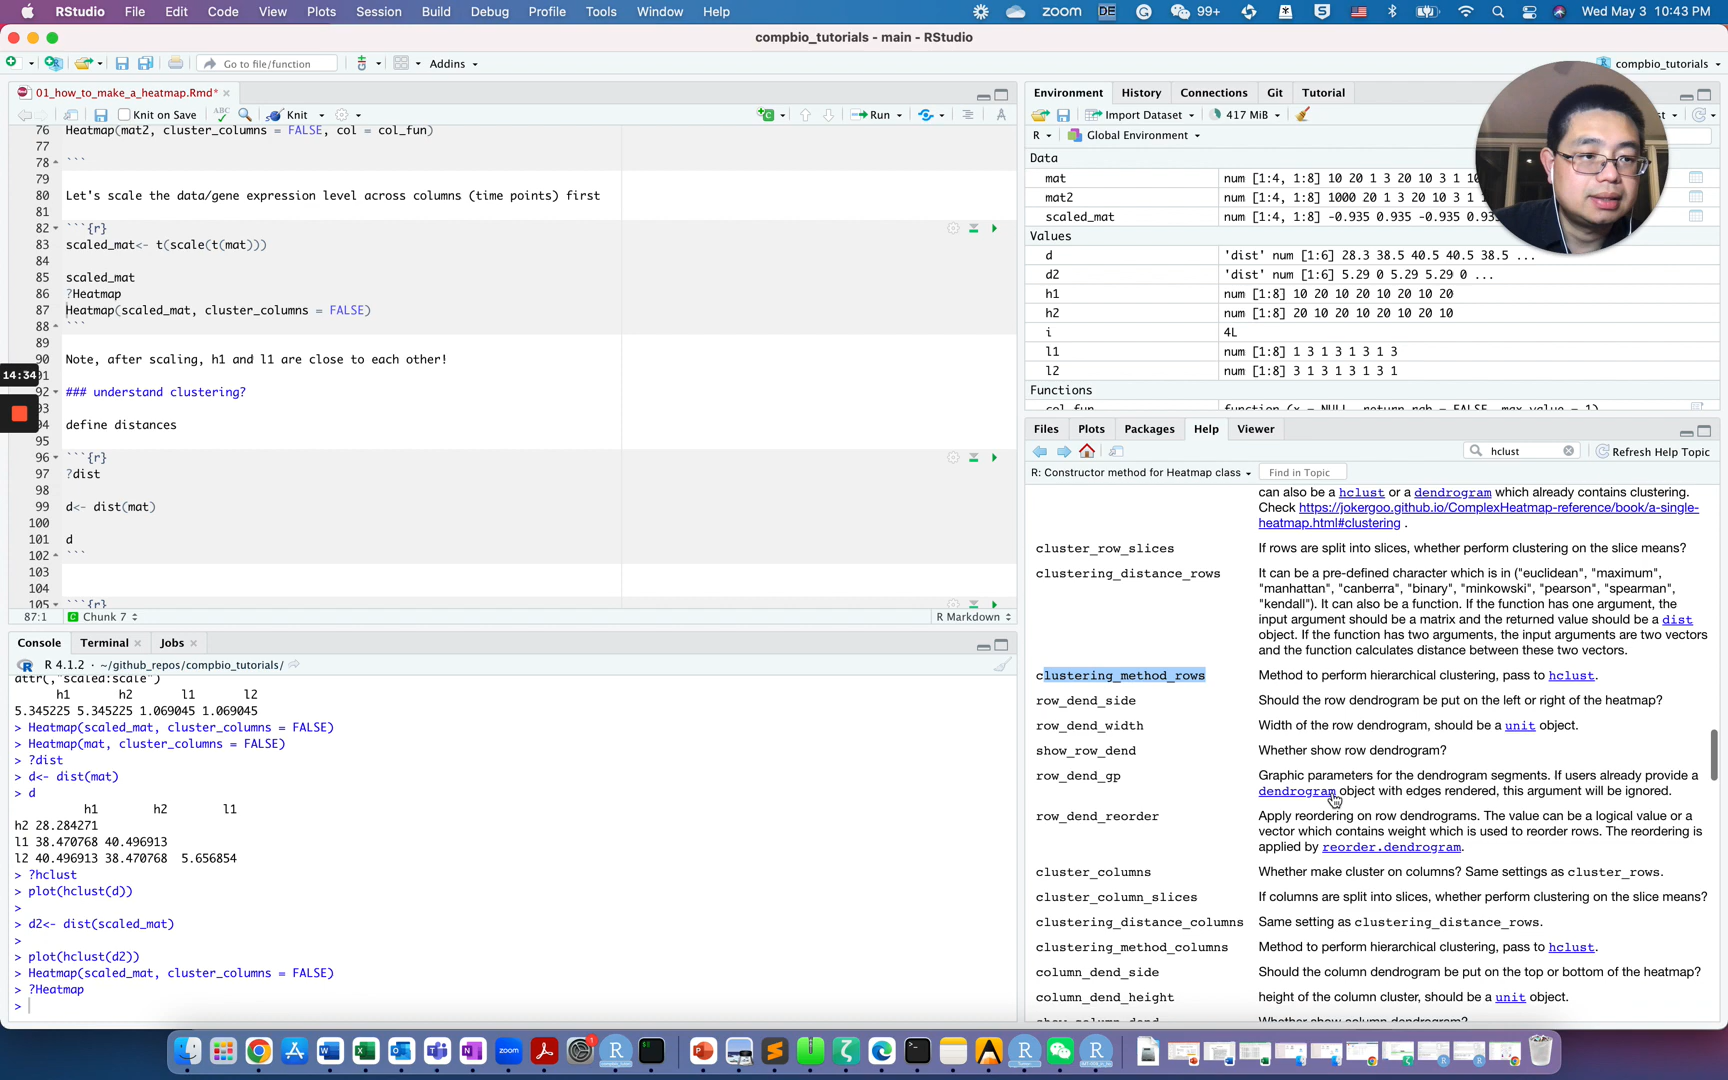 RStudio File Edit Code View Plots Session Build Debug Profile Tools Window Help zoom DE 99+ Wed May 3 10:43 PM
compbio_tutorials - main - RStudio
Go to file/function Addins compbio_tutorials
01_how_to_make_a_heatmap.Rmd*
Knit on Save Knit Run
76 Heatmap(mat2, cluster_columns = FALSE, col = col_fun)
77
78 ```
79
80 Let's scale the data/gene expression level across columns (time points) first
81
82 ```{r}
83 scaled_mat<- t(scale(t(mat)))
84
85 scaled_mat
86 ?Heatmap
87 Heatmap(scaled_mat, cluster_columns = FALSE)
88 ```
89
90 Note, after scaling, h1 and l1 are close to each other!
91
92 ### understand clustering?
93
94 define distances
95
96 ```{r}
97 ?dist
98
99 d<- dist(mat)
100
101 d
102 ```
103
104
105 ```{r}
14:34
87:1 Chunk 7 R Markdown
Console Terminal Jobs
R 4.1.2 · ~/github_repos/compbio_tutorials/
attr(,"scaled:scale")
h1 h2 l1 l2
5.345225 5.345225 1.069045 1.069045
> Heatmap(scaled_mat, cluster_columns = FALSE)
> Heatmap(mat, cluster_columns = FALSE)
> ?dist
> d<- dist(mat)
> d
h1 h2 l1
h2 28.284271
l1 38.470768 40.496913
l2 40.496913 38.470768 5.656854
> ?hclust
> plot(hclust(d))
>
> d2<- dist(scaled_mat)
>
> plot(hclust(d2))
> Heatmap(scaled_mat, cluster_columns = FALSE)
> ?Heatmap
>
Environment History Connections Git Tutorial
Import Dataset 417 MiB
R Global Environment
Data
mat num [1:4, 1:8] 10 20 1 3 20 10 3 1 10
mat2 num [1:4, 1:8] 1000 20 1 3 20 10 3 1
scaled_mat num [1:4, 1:8] -0.935 0.935 -0.935 0.935
Values
d 'dist' num [1:6] 28.3 38.5 40.5 40.5 38.5 ...
d2 'dist' num [1:6] 5.29 0 5.29 5.29 0 ...
h1 num [1:8] 10 20 10 20 10 20 10 20
h2 num [1:8] 20 10 20 10 20 10 20 10
i 4L
l1 num [1:8] 1 3 1 3 1 3 1 3
l2 num [1:8] 3 1 3 1 3 1 3 1
Functions
col_fun function (x = NULL, return_rgb = FALSE, max_value = 1)
Files Plots Packages Help Viewer
hclust Refresh Help Topic
R: Constructor method for Heatmap class Find in Topic
can also be a hclust or a dendrogram which already contains clustering.
Check https://jokergoo.github.io/ComplexHeatmap-reference/book/a-single-
heatmap.html#clustering .
cluster_row_slices If rows are split into slices, whether perform clustering on the slice means?
clustering_distance_rows It can be a pre-defined character which is in ("euclidean", "maximum",
"manhattan", "canberra", "binary", "minkowski", "pearson", "spearman",
"kendall"). It can also be a function. If the function has one argument, the
input argument should be a matrix and the returned value should be a dist
object. If the function has two arguments, the input arguments are two vectors
and the function calculates distance between these two vectors.
clustering_method_rows Method to perform hierarchical clustering, pass to hclust.
row_dend_side Should the row dendrogram be put on the left or right of the heatmap?
row_dend_width Width of the row dendrogram, should be a unit object.
show_row_dend Whether show row dendrogram?
row_dend_gp Graphic parameters for the dendrogram segments. If users already provide a
dendrogram object with edges rendered, this argument will be ignored.
row_dend_reorder Apply reordering on row dendrograms. The value can be a logical value or a
vector which contains weight which is used to reorder rows. The reordering is
applied by reorder.dendrogram.
cluster_columns Whether make cluster on columns? Same settings as cluster_rows.
cluster_column_slices If columns are split into slices, whether perform clustering on the slice means?
clustering_distance_columns Same setting as clustering_distance_rows.
clustering_method_columns Method to perform hierarchical clustering, pass to hclust.
column_dend_side Should the column dendrogram be put on the top or bottom of the heatmap?
column_dend_height height of the column cluster, should be a unit object.
show_column_dend Whether show column dendrogram?
zoom